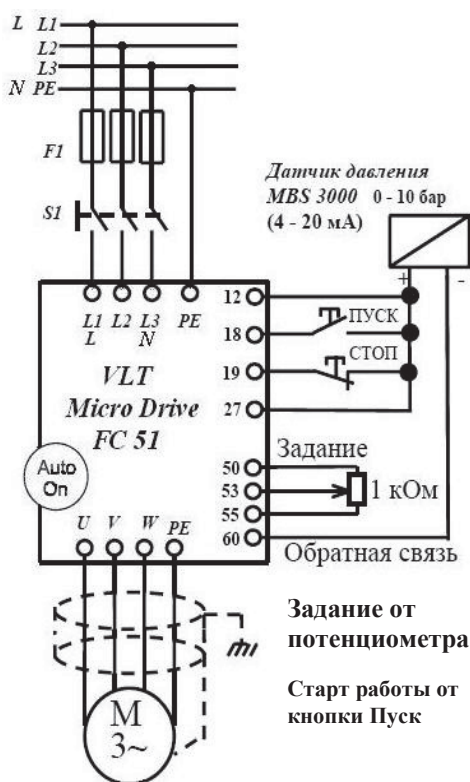 L L1
L2
L3
N PE
F1
S1
Датчик давления
MBS 3000 0 - 10 бар
(4 - 20 мА)
+ -
L1 L2 L3 PE
L N
12
18 ПУСК
19 СТОП
27
VLT
Micro Drive
FC 51
Auto
On
50 Задание
53 1 кОм
55
60
Обратная связь
U V W PE
M
3~
Задание от
потенциометра
Старт работы от
кнопки Пуск